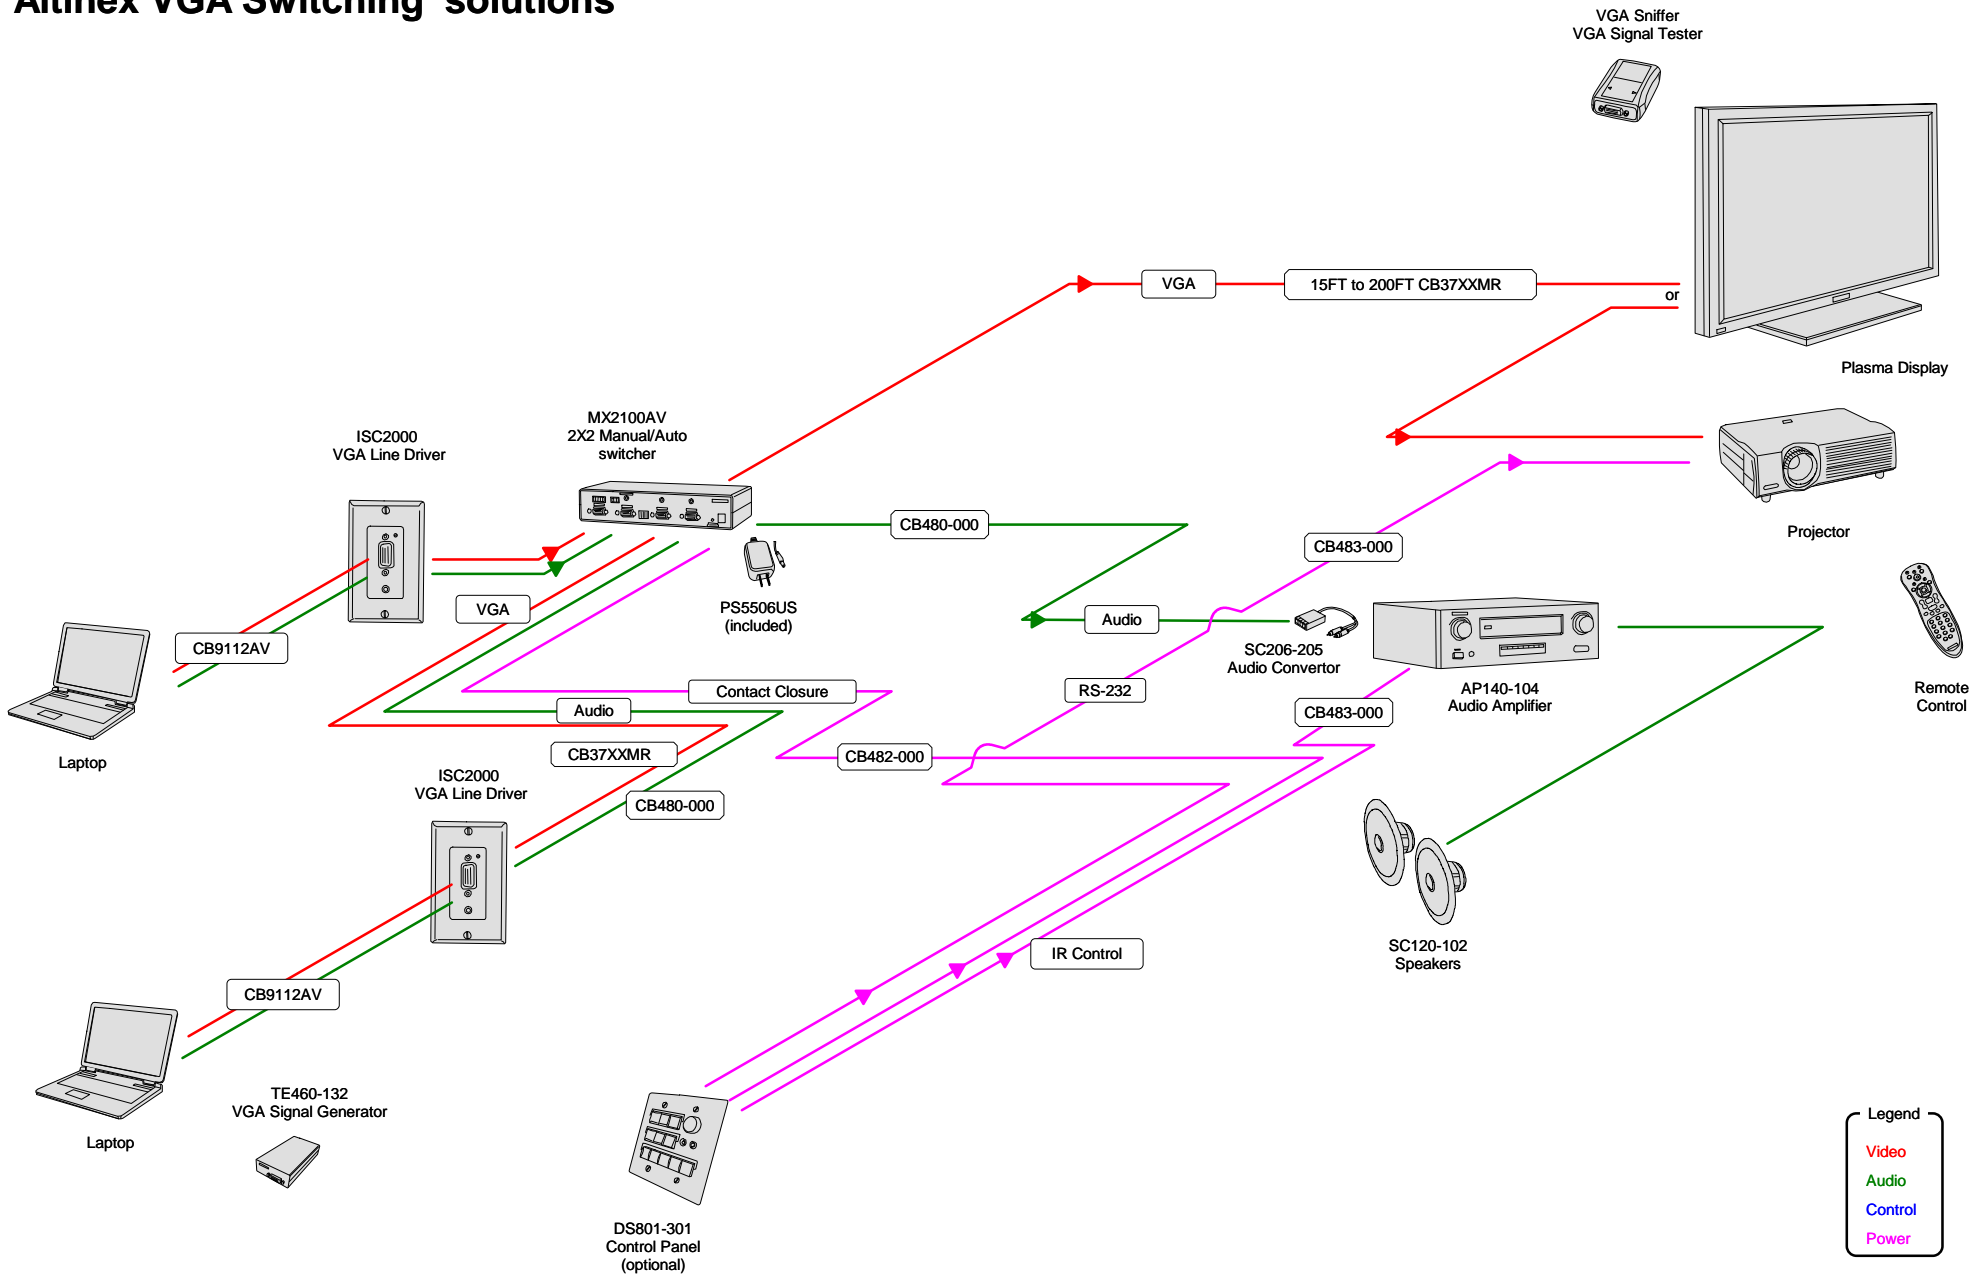 Altinex VGA Switching solutions
VGA Sniffer
VGA Signal Tester
VGA
15FT to 200FT CB37XXMR
or
Plasma Display
MX2100AV
2X2 Manual/Auto
switcher
ISC2000
VGA Line Driver
CB480-000
CB483-000
Projector
PS5506US
(included)
VGA
Audio
CB9112AV
SC206-205
Audio Convertor
RS-232
Contact Closure
AP140-104
Audio Amplifier
Remote
Control
Audio
CB483-000
CB37XXMR
CB482-000
Laptop
ISC2000
VGA Line Driver
CB480-000
SC120-102
Speakers
IR Control
CB9112AV
TE460-132
VGA Signal Generator
Laptop
DS801-301
Control Panel
(optional)
Legend
Video
Audio
Control
Power